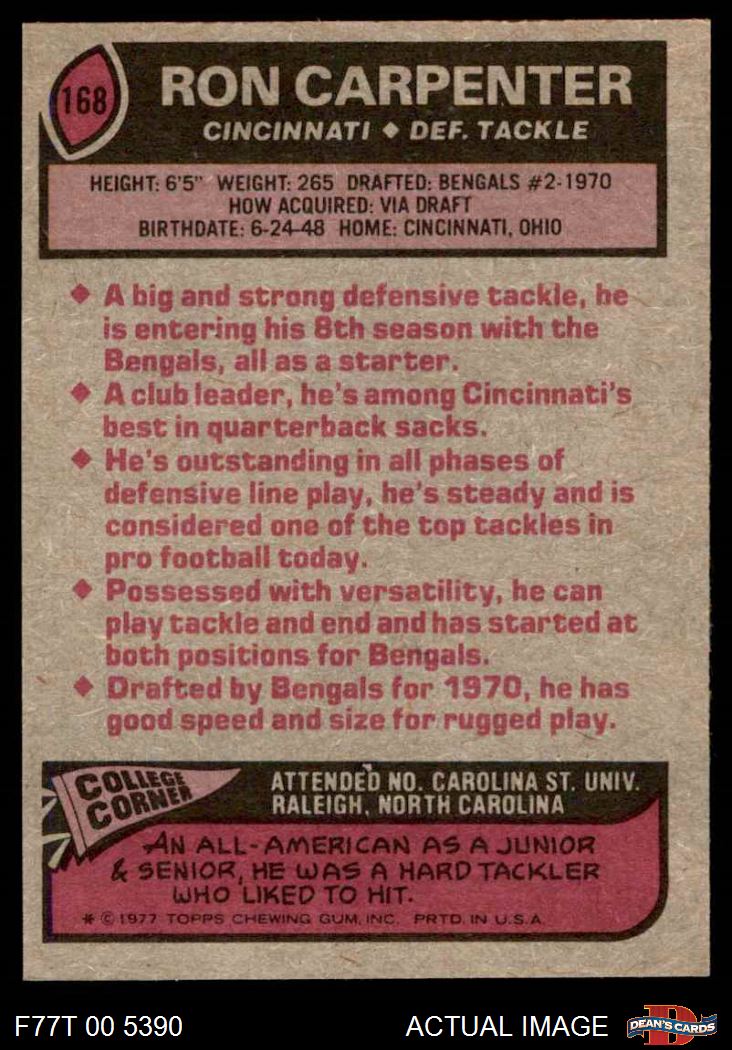 168
RON CARPENTER
CINCINNATI ◆ DEF. TACKLE
HEIGHT: 6'5" WEIGHT: 265 DRAFTED: BENGALS #2-1970
HOW ACQUIRED: VIA DRAFT
BIRTHDATE: 6-24-48 HOME: CINCINNATI, OHIO
◆ A big and strong defensive tackle, he
is entering his 8th season with the
Bengals, all as a starter.
◆ A club leader, he's among Cincinnati's
best in quarterback sacks.
◆ He's outstanding in all phases of
defensive line play, he's steady and is
considered one of the top tackles in
pro football today.
◆ Possessed with versatility, he can
play tackle and end and has started at
both positions for Bengals.
◆ Drafted by Bengals for 1970, he has
good speed and size for rugged play.
COLLEGE
CORNER
ATTENDED NO. CAROLINA ST. UNIV.
RALEIGH, NORTH CAROLINA
AN ALL-AMERICAN AS A JUNIOR
& SENIOR, HE WAS A HARD TACKLER
WHO LIKED TO HIT.
* © 1977 TOPPS CHEWING GUM, INC. PRTD. IN U.S.A.
F77T 00 5390
ACTUAL IMAGE
D
DEAN'S CARDS